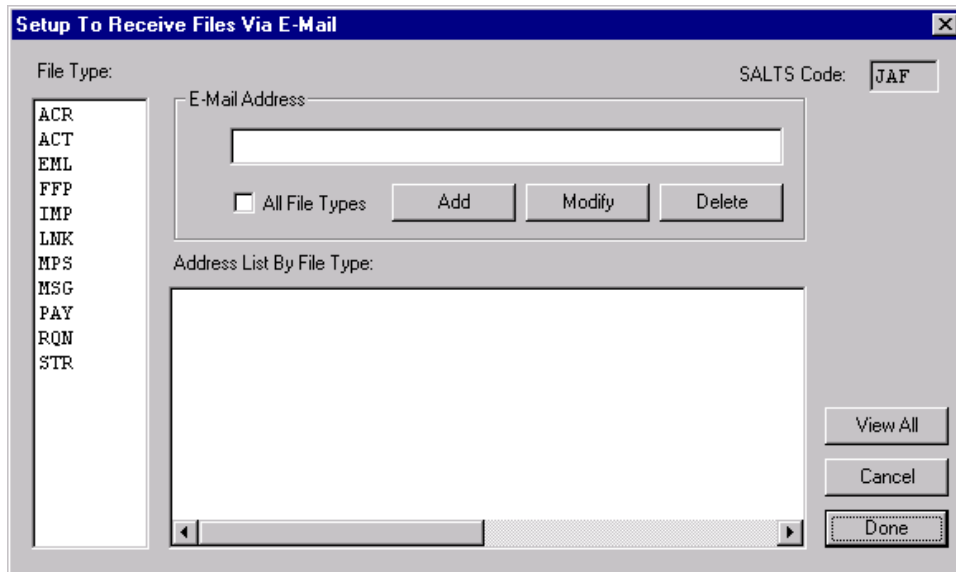 Setup To Receive Files Via E-Mail
File Type:
SALTS Code: JAF
ACR
ACT
EML
FFP
IMP
LNK
MPS
MSG
PAY
RQN
STR
E-Mail Address
All File Types Add Modify Delete
Address List By File Type:
View All
Cancel
Done